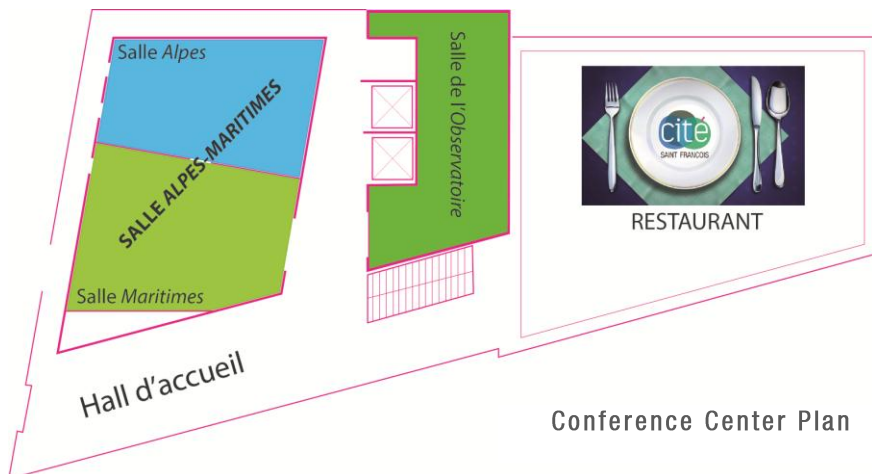 Salle Alpes
SALLE ALPES-MARITIMES
Salle Maritimes
Salle de l'Observatoire
cité
SAINT FRANCOIS
RESTAURANT
Hall d'accueil
Conference Center Plan